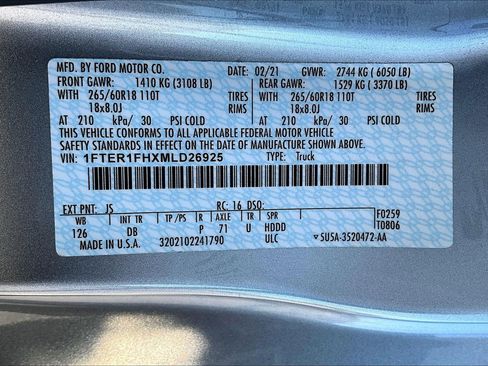 MFD. BY FORD MOTOR CO.
DATE: 02/21 GVWR: 2744 KG ( 6050 LB)
FRONT GAWR: 1410 KG (3108 LB) REAR GAWR: 1529 KG ( 3370 LB)
WITH 265/60R18 110T TIRES WITH 265/60R18 110T TIRES
18x8.0J RIMS 18x8.0J RIMS
AT 210 kPa/ 30 PSI COLD AT 210 kPa/ 30 PSI COLD
THIS VEHICLE CONFORMS TO ALL APPLICABLE FEDERAL MOTOR VEHICLE
SAFETY STANDARDS IN EFFECT ON THE DATE OF MANUFACTURE SHOWN ABOVE.
VIN: 1FTER1FHXMLD26925 TYPE: Truck
EXT PNT: JS RC: 16 DSO: F0259
WB INT TR TP/PS R AXLE TR SPR T0806
126 DB P 71 U HDDD
MADE IN U.S.A. 3202102241790 ULC SU5A-3520472-AA